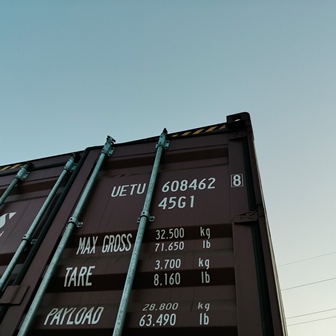 UETU 608462 8
45G1
MAX GROSS 32.500 kg
71.650 lb
TARE 3.700 kg
8.160 lb
PAYLOAD 28.800 kg
63.490 lb